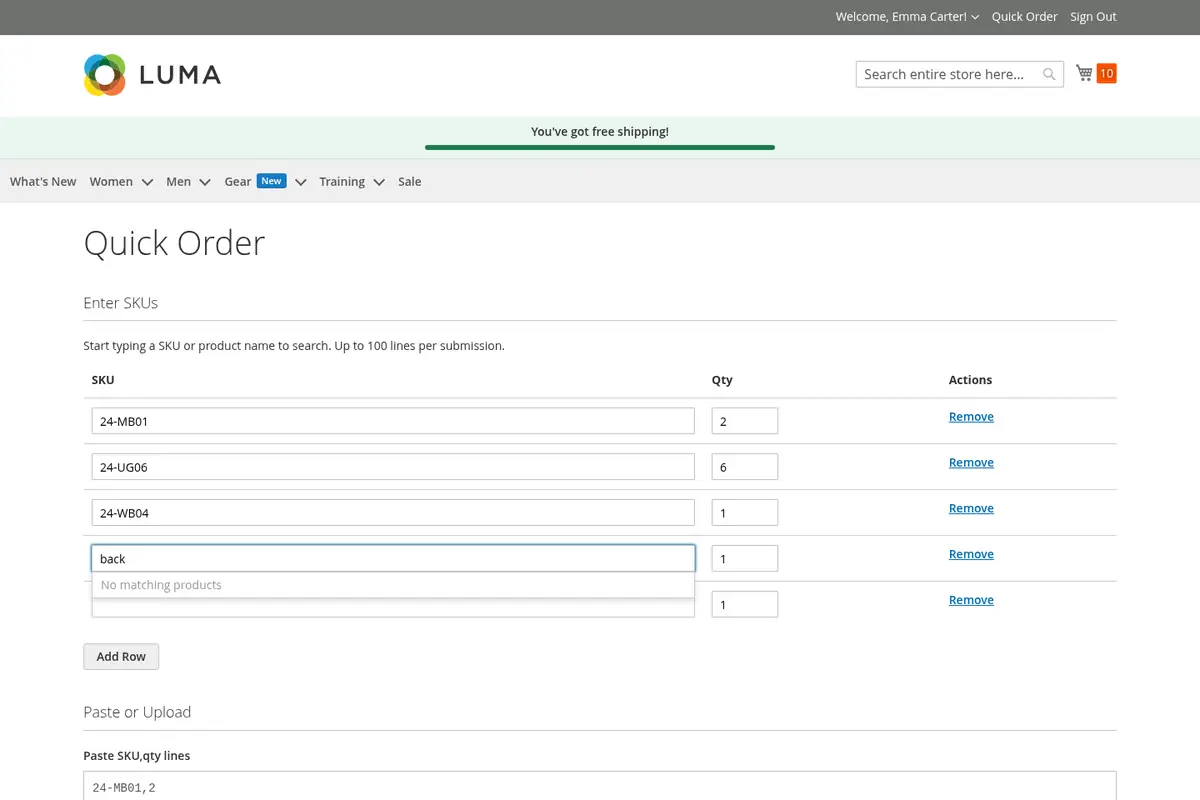 Welcome, Emma Carter! Quick Order Sign Out
LUMA
Search entire store here... 10
You've got free shipping!
What's New Women Men Gear New Training Sale
Quick Order
Enter SKUs
Start typing a SKU or product name to search. Up to 100 lines per submission.
SKU Qty Actions
24-MB01 2 Remove
24-UG06 6 Remove
24-WB04 1 Remove
back 1 Remove
No matching products
1 Remove
Add Row
Paste or Upload
Paste SKU,qty lines
24-MB01,2